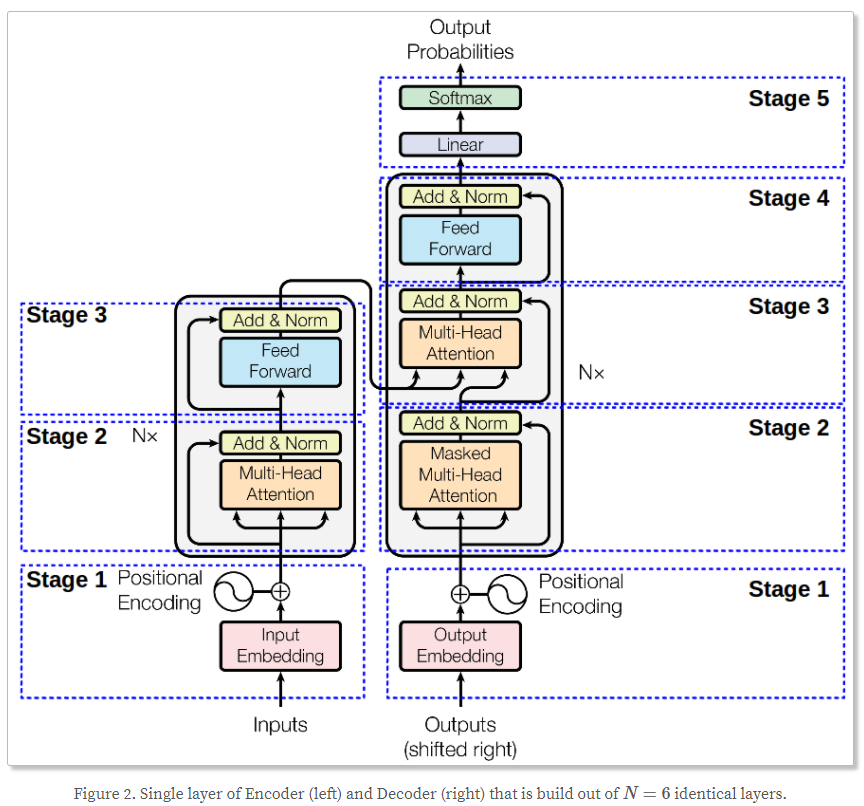 Output
Probabilities
Softmax
Stage 5
Linear
Add & Norm
Stage 4
Feed
Forward
Add & Norm
Stage 3
Multi-Head
Attention
N×
Add & Norm
Stage 2
Masked
Multi-Head
Attention
Positional
Encoding
Stage 1
Output
Embedding
Outputs
(shifted right)
Stage 3
Add & Norm
Feed
Forward
Stage 2
N×
Add & Norm
Multi-Head
Attention
Stage 1
Positional
Encoding
Input
Embedding
Inputs
Figure 2. Single layer of Encoder (left) and Decoder (right) that is build out of N = 6 identical layers.